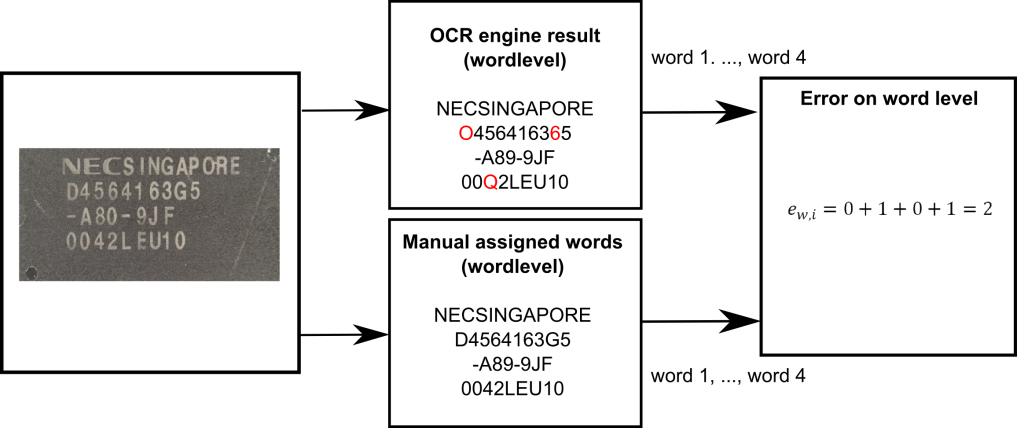 NECSINGAPORE
D4564163G5
-A80-9JF
0042LEU10
OCR engine result
(wordlevel)
NECSINGAPORE
O456416365
-A89-9JF
00Q2LEU10
word 1. ..., word 4
Manual assigned words
(wordlevel)
NECSINGAPORE
D4564163G5
-A89-9JF
0042LEU10
word 1, ..., word 4
Error on word level
e_{w,i} = 0 + 1 + 0 + 1 = 2